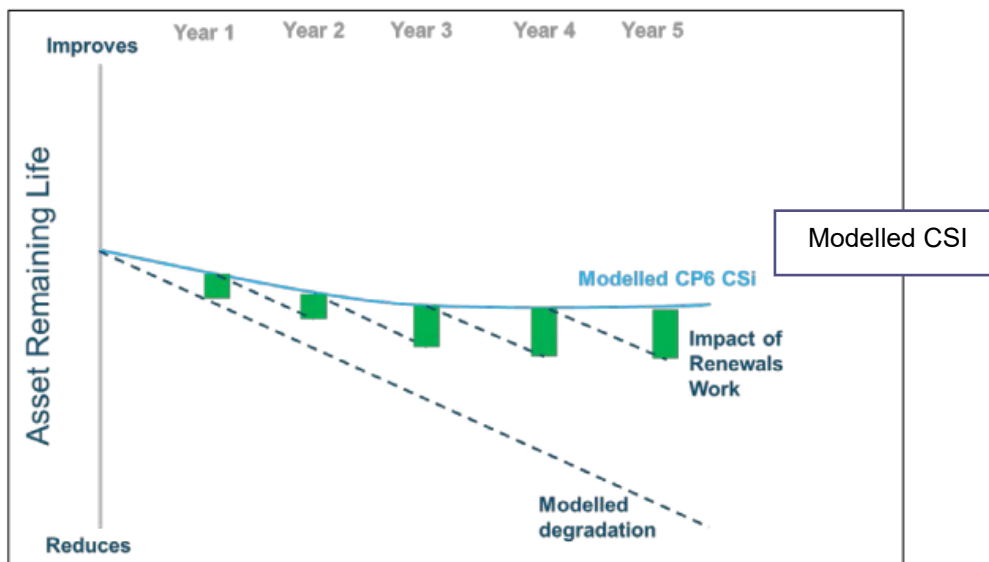 Year 1 Year 2 Year 3 Year 4 Year 5
Improves
Asset Remaining Life
Modelled CSI
Modelled CP6 CSi
Impact of
Renewals
Work
Modelled
degradation
Reduces